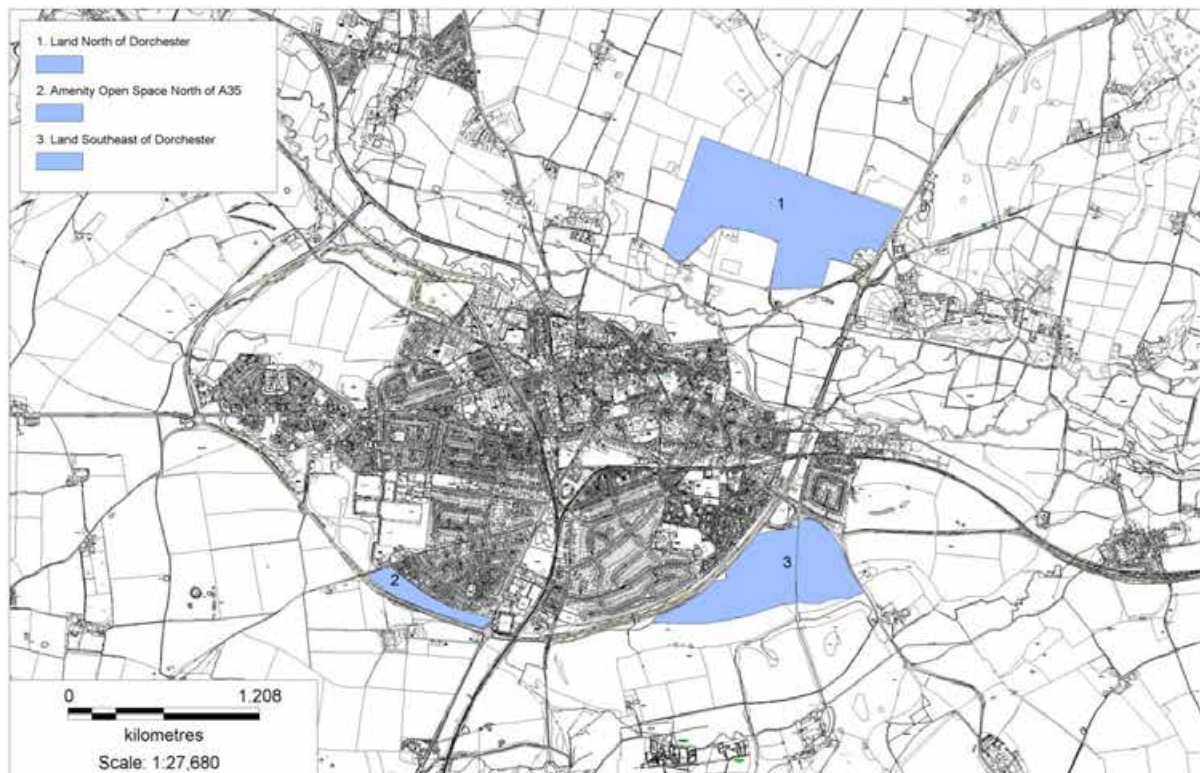 1. Land North of Dorchester
2. Amenity Open Space North of A35
3. Land Southeast of Dorchester
1
2
3
0 1.208
kilometres
Scale: 1:27,680